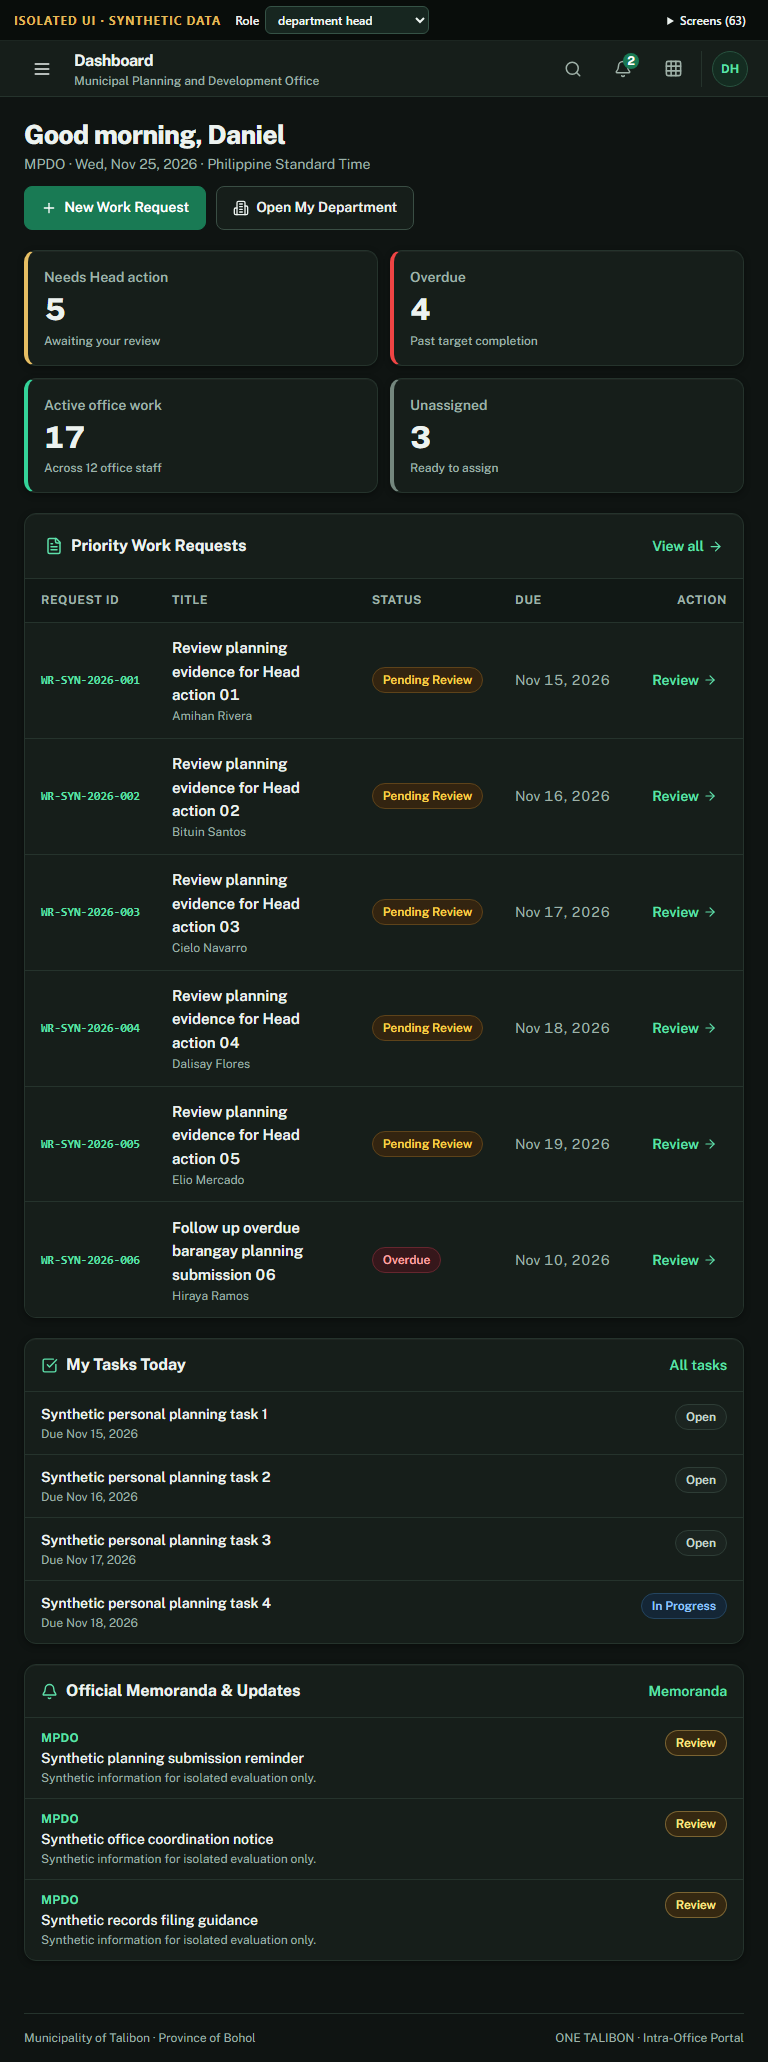 ISOLATED UI · SYNTHETIC DATA Role department head Screens (63)
Dashboard
Municipal Planning and Development Office
2
DH
Good morning, Daniel
MPDO · Wed, Nov 25, 2026 · Philippine Standard Time
New Work Request Open My Department
Needs Head action
5
Awaiting your review
Overdue
4
Past target completion
Active office work
17
Across 12 office staff
Unassigned
3
Ready to assign
Priority Work Requests View all →
REQUEST ID TITLE STATUS DUE ACTION
WR-SYN-2026-001 Review planning evidence for Head action 01 Pending Review Nov 15, 2026 Review →
Amihan Rivera
WR-SYN-2026-002 Review planning evidence for Head action 02 Pending Review Nov 16, 2026 Review →
Bituin Santos
WR-SYN-2026-003 Review planning evidence for Head action 03 Pending Review Nov 17, 2026 Review →
Cielo Navarro
WR-SYN-2026-004 Review planning evidence for Head action 04 Pending Review Nov 18, 2026 Review →
Dalisay Flores
WR-SYN-2026-005 Review planning evidence for Head action 05 Pending Review Nov 19, 2026 Review →
Elio Mercado
WR-SYN-2026-006 Follow up overdue barangay planning submission 06 Overdue Nov 10, 2026 Review →
Hiraya Ramos
My Tasks Today All tasks
Synthetic personal planning task 1 Open
Due Nov 15, 2026
Synthetic personal planning task 2 Open
Due Nov 16, 2026
Synthetic personal planning task 3 Open
Due Nov 17, 2026
Synthetic personal planning task 4 In Progress
Due Nov 18, 2026
Official Memoranda & Updates Memoranda
MPDO
Synthetic planning submission reminder Review
Synthetic information for isolated evaluation only.
MPDO
Synthetic office coordination notice Review
Synthetic information for isolated evaluation only.
MPDO
Synthetic records filing guidance Review
Synthetic information for isolated evaluation only.
Municipality of Talibon · Province of Bohol ONE TALIBON · Intra-Office Portal